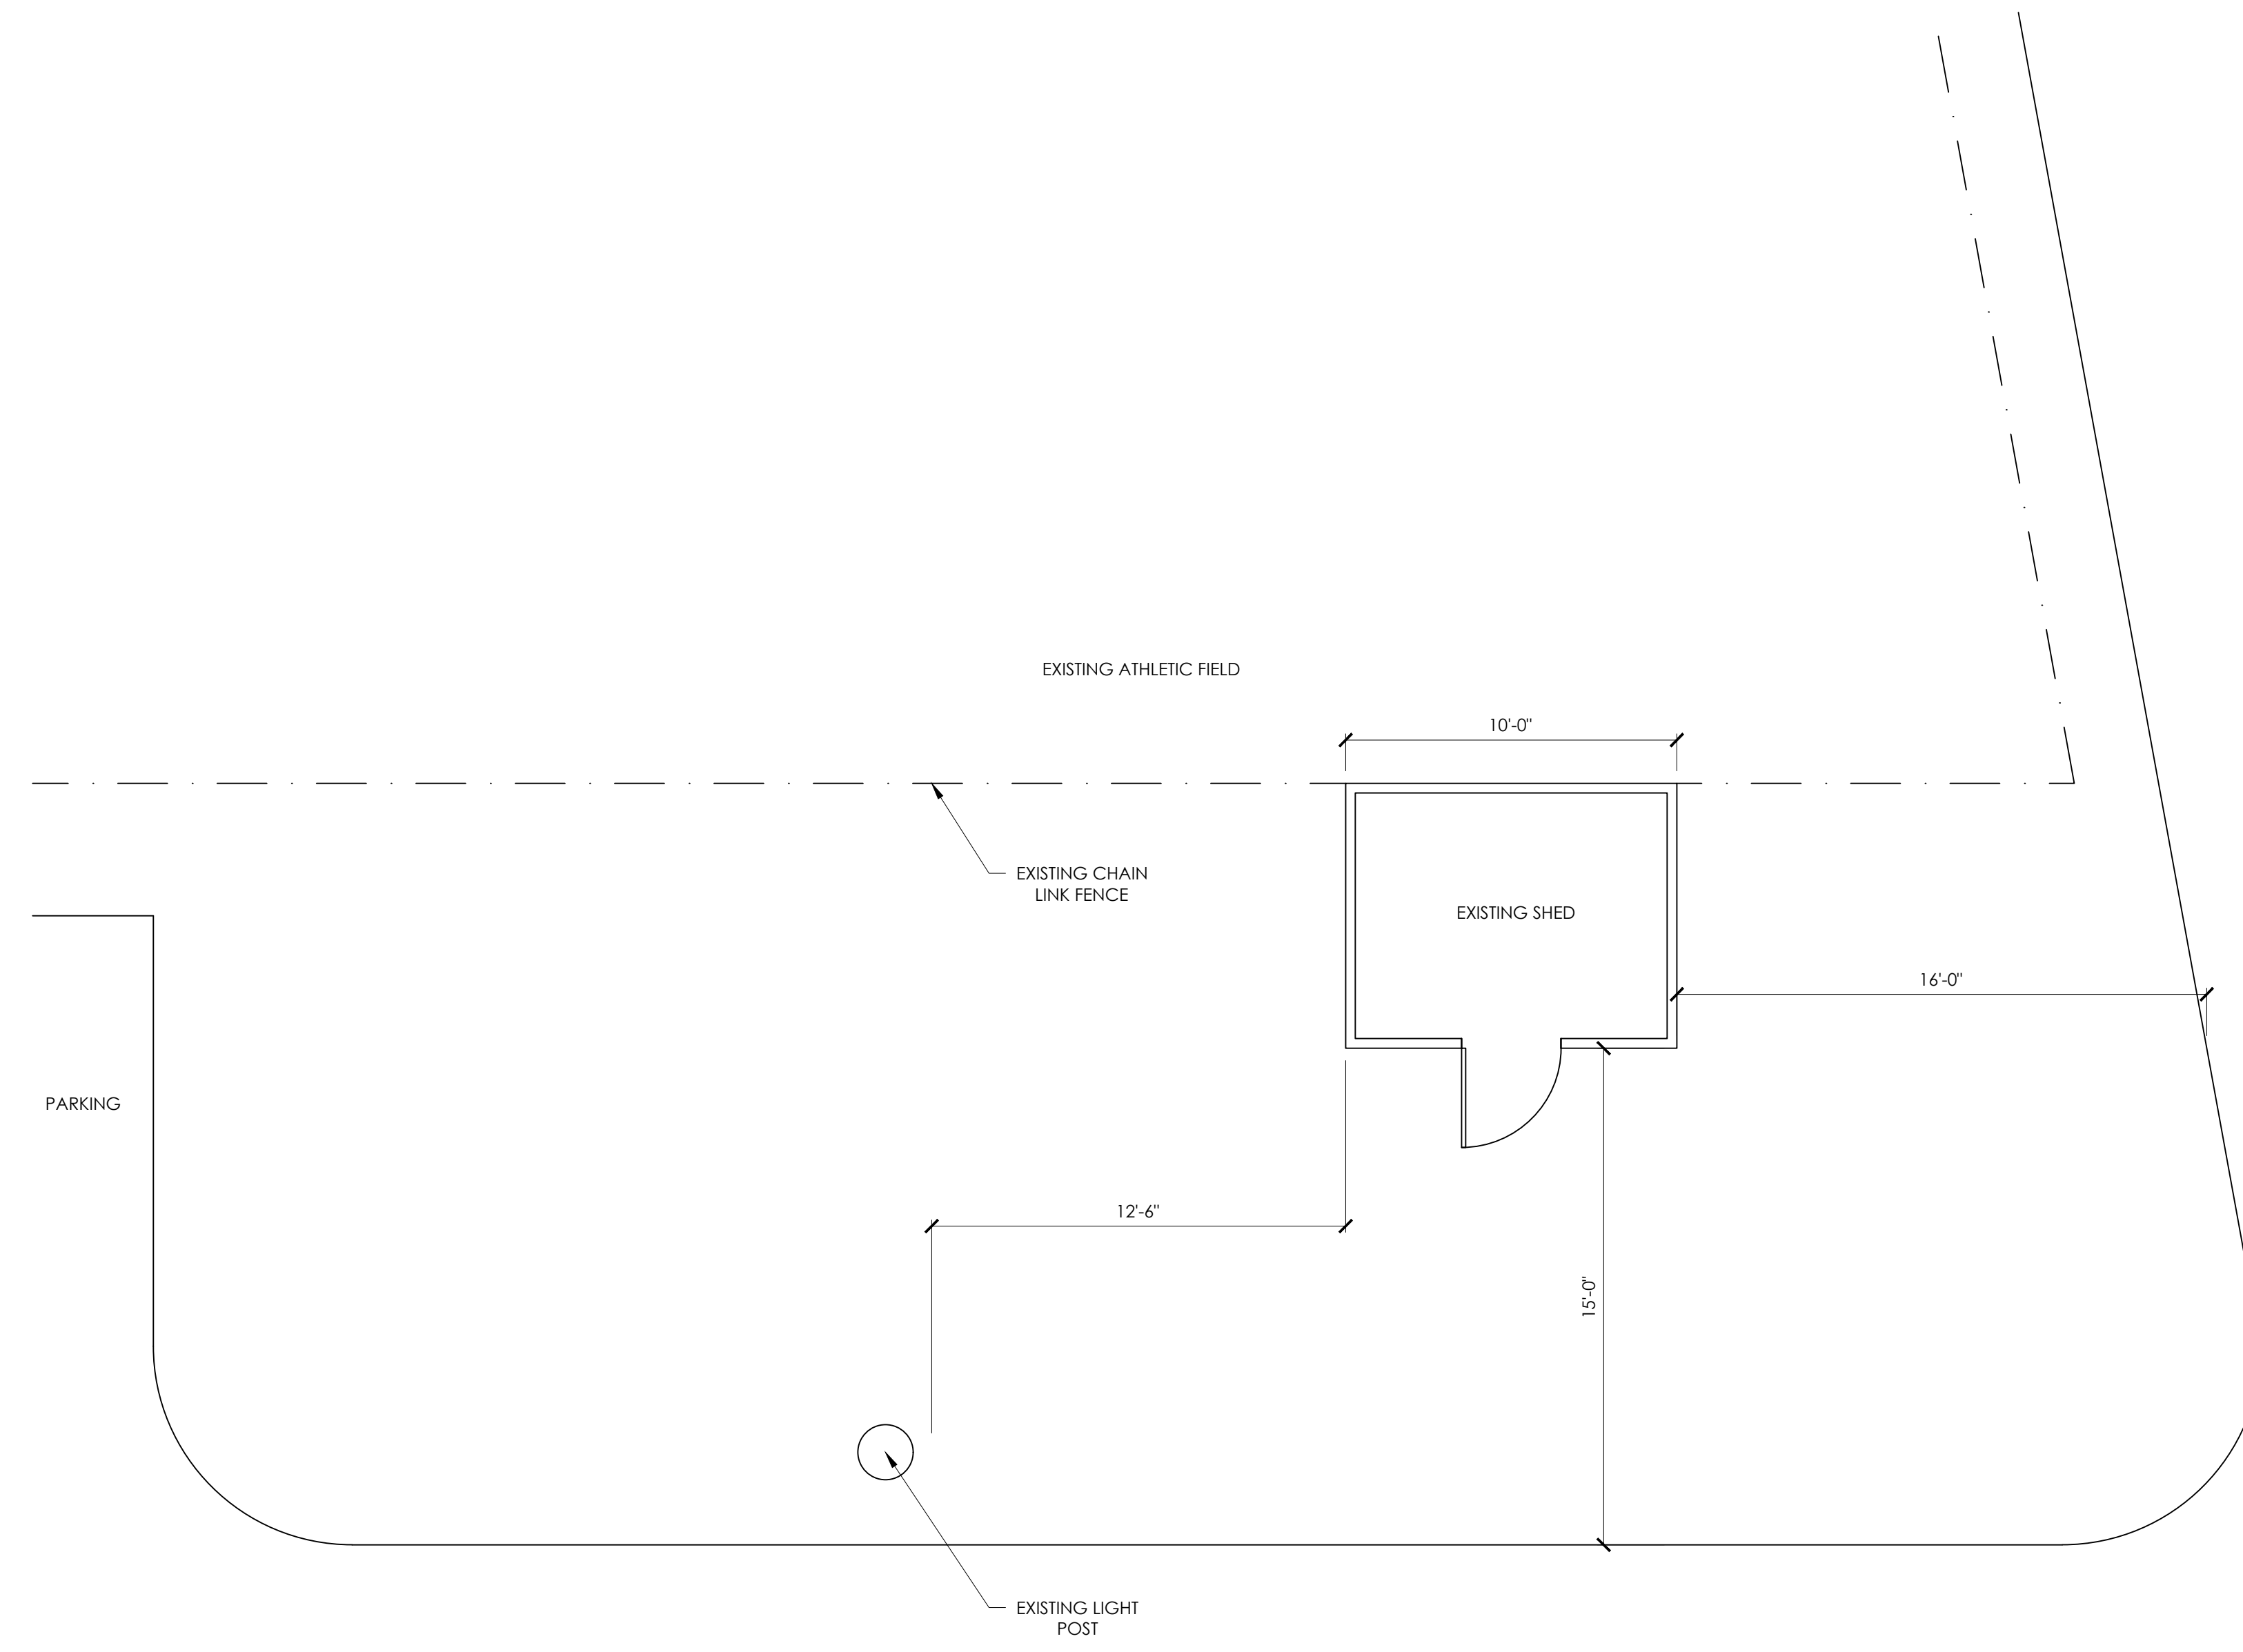 EXISTING ATHLETIC FIELD
10'-0"
EXISTING CHAIN
LINK FENCE
EXISTING SHED
16'-0"
PARKING
12'-6"
15'-0"
EXISTING LIGHT
POST